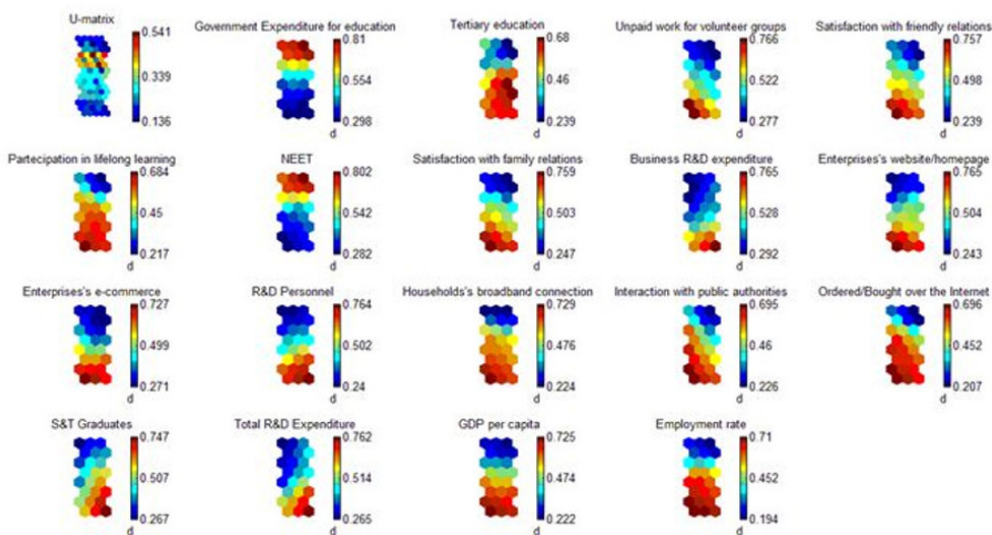 U-matrix
0.541
0.339
0.136
Government Expenditure for education
0.81
0.554
0.298
d
Tertiary education
0.68
0.46
0.239
d
Unpaid work for volunteer groups
0.766
0.522
0.277
d
Satisfaction with friendly relations
0.757
0.498
0.239
d
Partecipation in lifelong learning
0.684
0.45
0.217
d
NEET
0.802
0.542
0.282
d
Satisfaction with family relations
0.759
0.503
0.247
d
Business R&D expenditure
0.765
0.528
0.292
d
Enterprises's website/homepage
0.765
0.504
0.243
d
Enterprises's e-commerce
0.727
0.499
0.271
d
R&D Personnel
0.764
0.502
0.24
d
Households's broadband connection
0.729
0.476
0.224
d
Interaction with public authorities
0.695
0.46
0.226
d
Ordered/Bought over the Internet
0.696
0.452
0.207
d
S&T Graduates
0.747
0.507
0.267
d
Total R&D Expenditure
0.762
0.514
0.265
d
GDP per capita
0.725
0.474
0.222
d
Employment rate
0.71
0.452
0.194
d